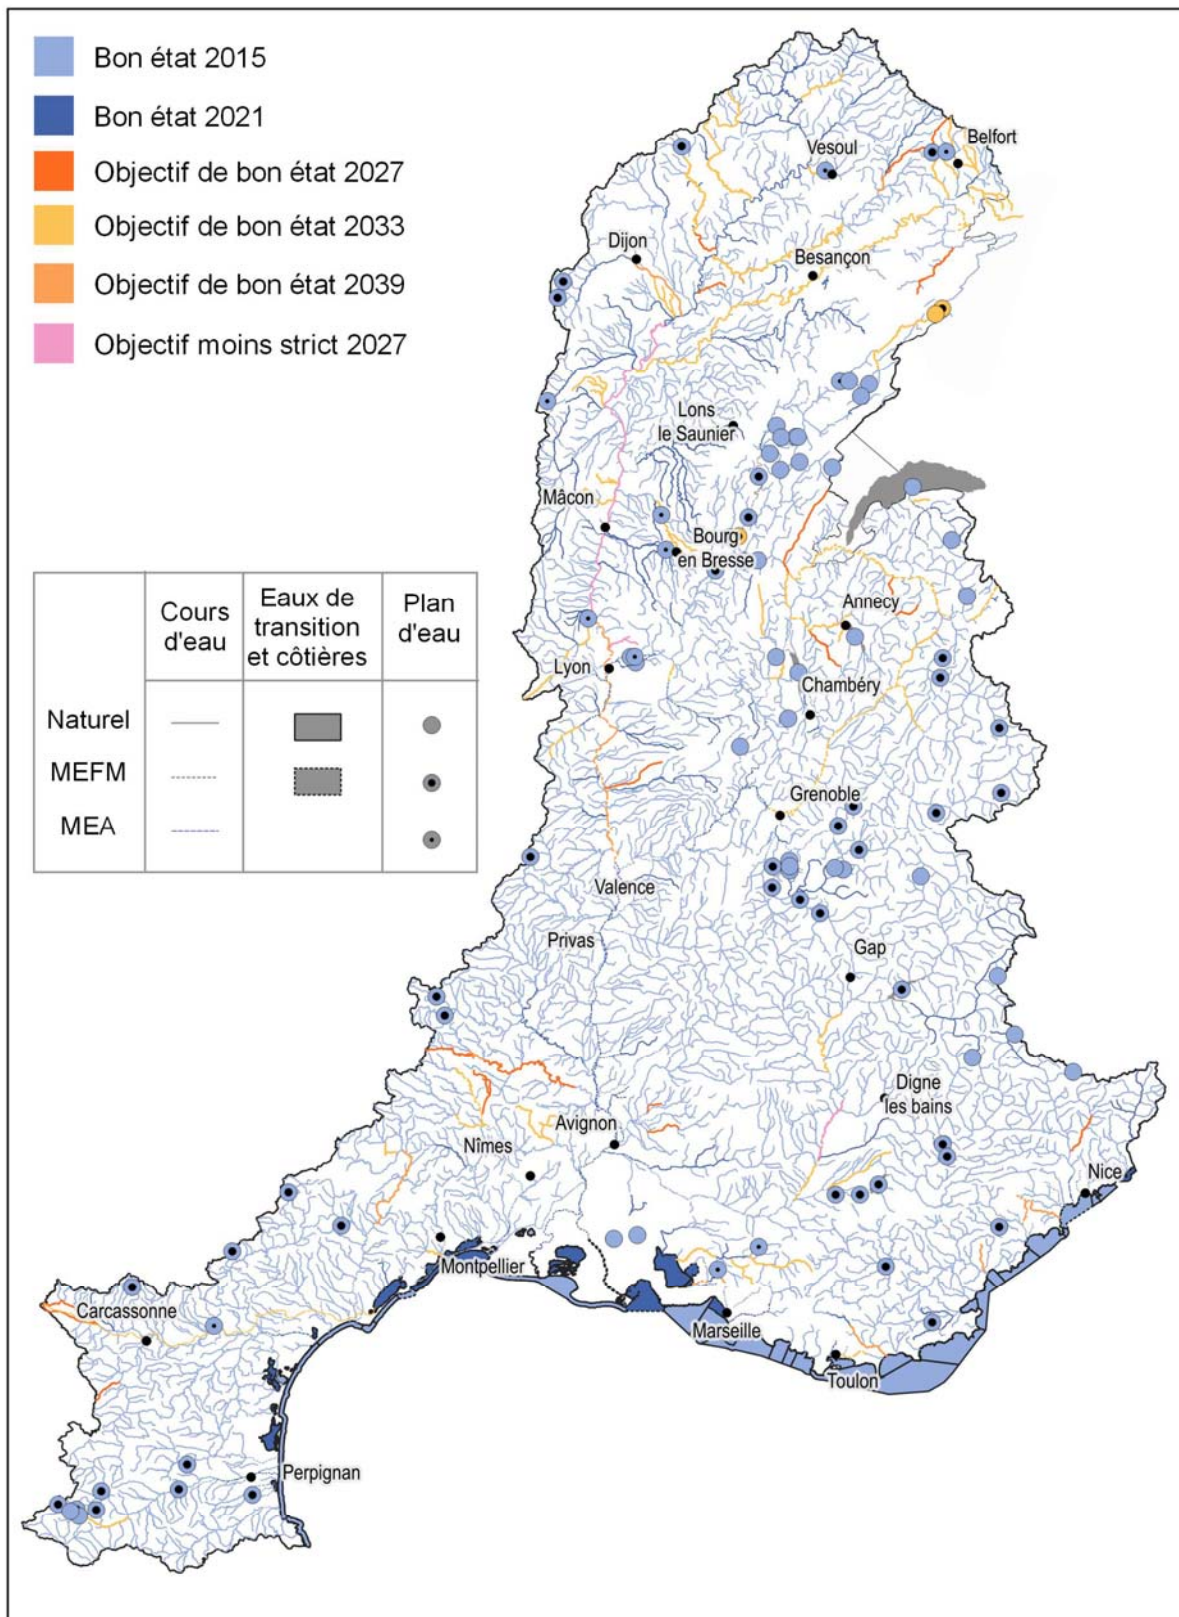 Bon état 2015
Bon état 2021
Objectif de bon état 2027
Objectif de bon état 2033
Objectif de bon état 2039
Objectif moins strict 2027
Belfort
Vesoul
Dijon
Besançon
Lons
le Saunier
Mâcon
Bourg
en Bresse
Annecy
Lyon
Chambéry
Grenoble
Valence
Privas
Gap
Digne
les bains
Avignon
Nîmes
Nice
Montpellier
Carcassonne
Marseille
Toulon
Perpignan
Cours
d'eau
Eaux de
transition
et côtières
Plan
d'eau
Naturel
MEFM
MEA